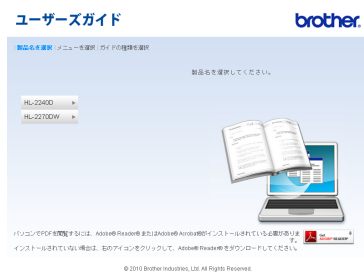 ユーザーズガイド
brother
製品名を選択 | メニューを選択 | ガイドの種類を選択
製品名を選択してください。
HL-2240D
HL-2270DW
パソコンでPDFを閲覧するには、Adobe® Reader® またはAdobe® Acrobat®がインストールされている必要があります。
Get ADOBE® READER®
インストールされていない場合は、右のアイコンをクリックして、Adobe® Reader® をダウンロードしてください。
© 2010 Brother Industries, Ltd. All Rights Reserved.